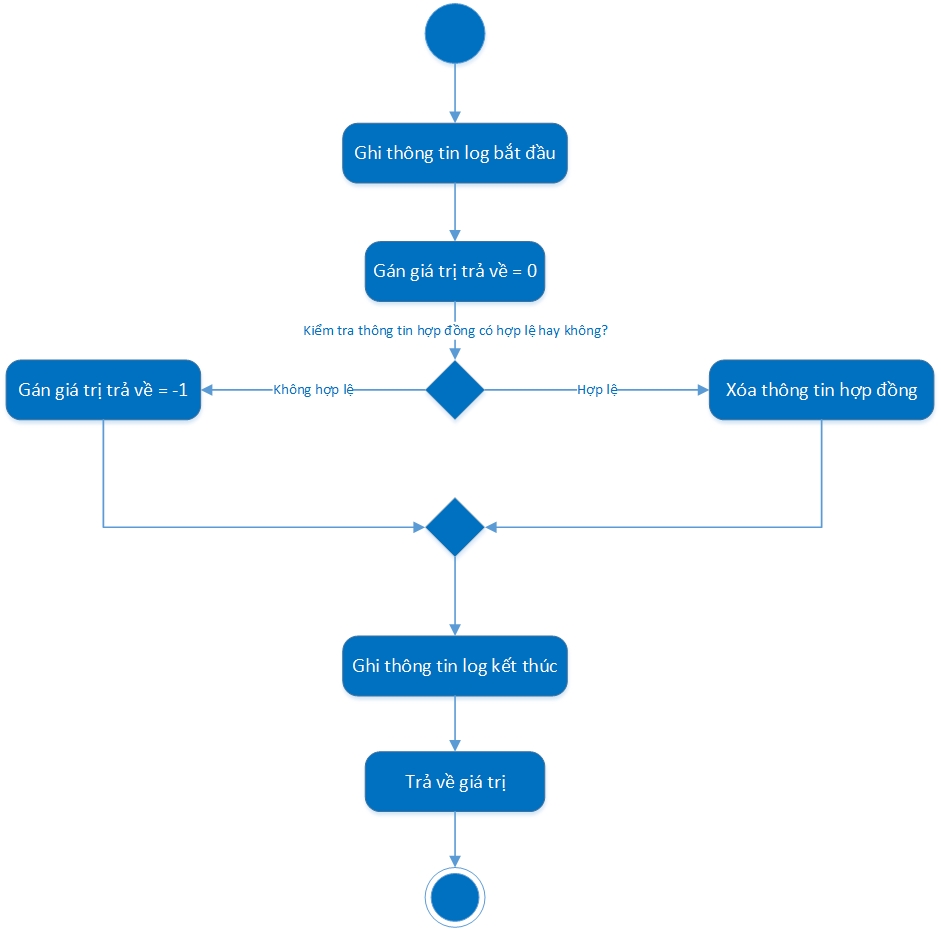 Ghi thông tin log bắt đầu
Gán giá trị trả về = 0
Kiểm tra thông tin hợp đồng có hợp lệ hay không?
Gán giá trị trả về = -1
Không hợp lệ
Hợp lệ
Xóa thông tin hợp đồng
Ghi thông tin log kết thúc
Trả về giá trị